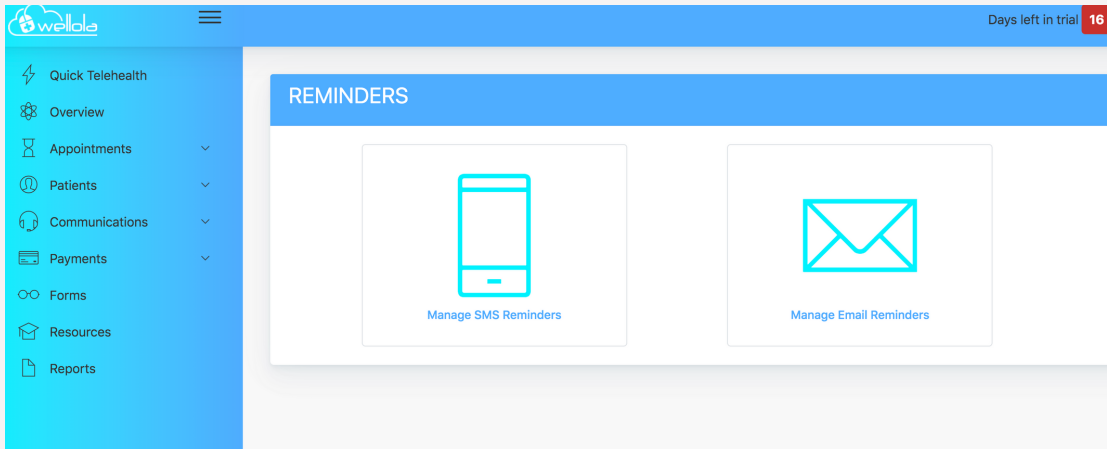 wellola
Days left in trial 16
Quick Telehealth
Overview
Appointments
Patients
Communications
Payments
Forms
Resources
Reports
REMINDERS
Manage SMS Reminders
Manage Email Reminders